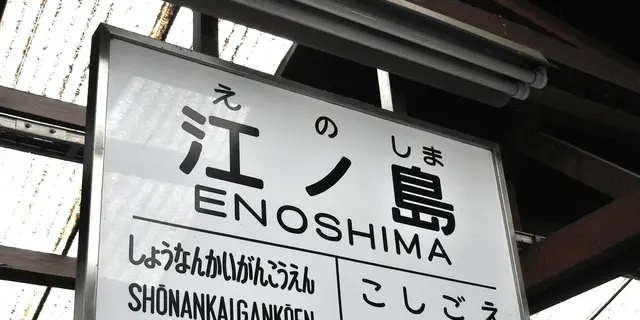 えのしま
江ノ島
ENOSHIMA
しょうなんかいがんこうえん
SHŌNANKAIGANKŌEN
こしごえ